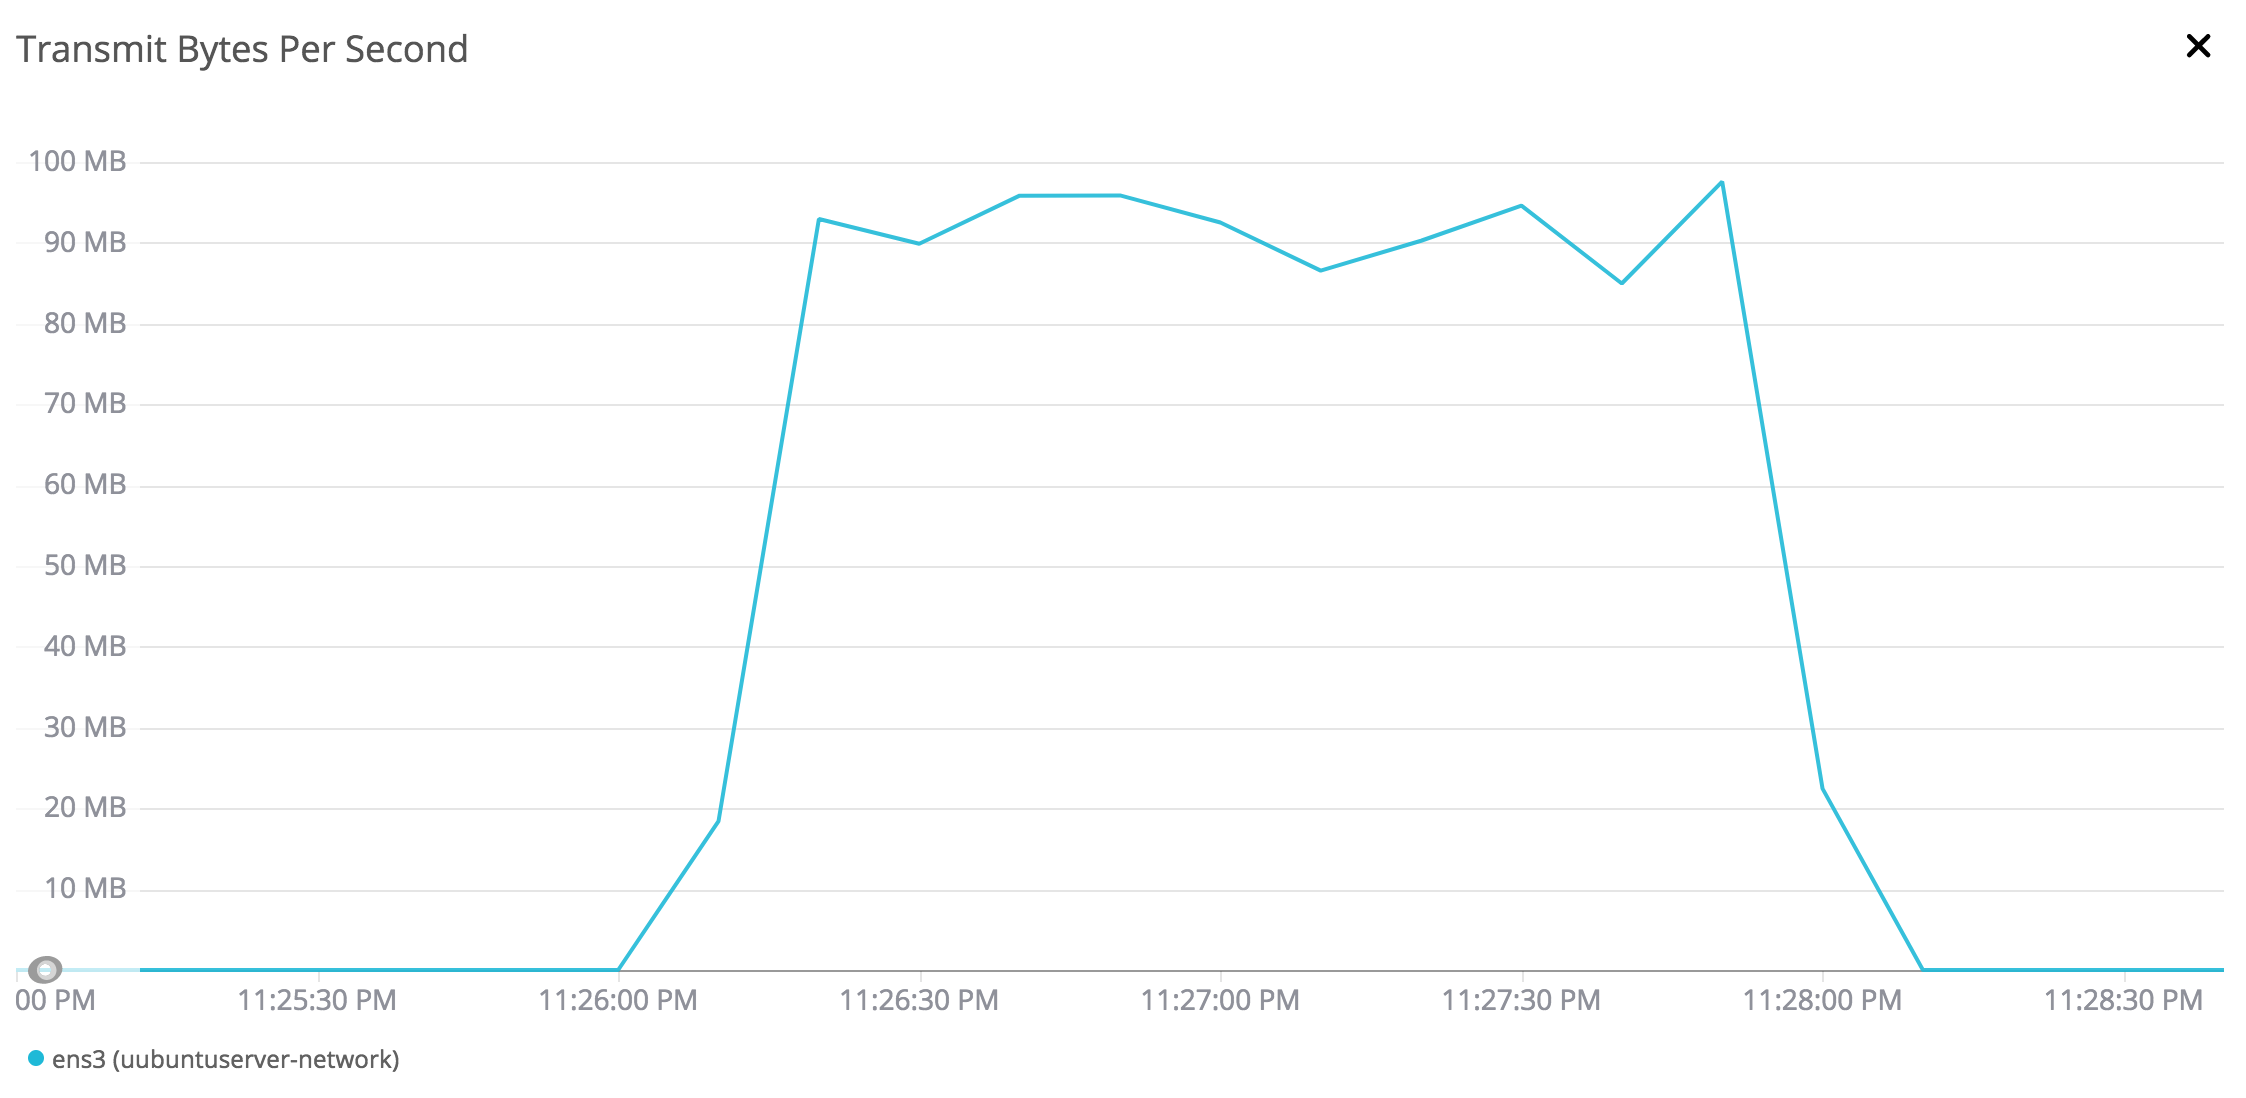 Transmit Bytes Per Second
100 MB
90 MB
80 MB
70 MB
60 MB
50 MB
40 MB
30 MB
20 MB
10 MB
00 PM 11:25:30 PM 11:26:00 PM 11:26:30 PM 11:27:00 PM 11:27:30 PM 11:28:00 PM 11:28:30 PM
ens3 (uubuntuserver-network)